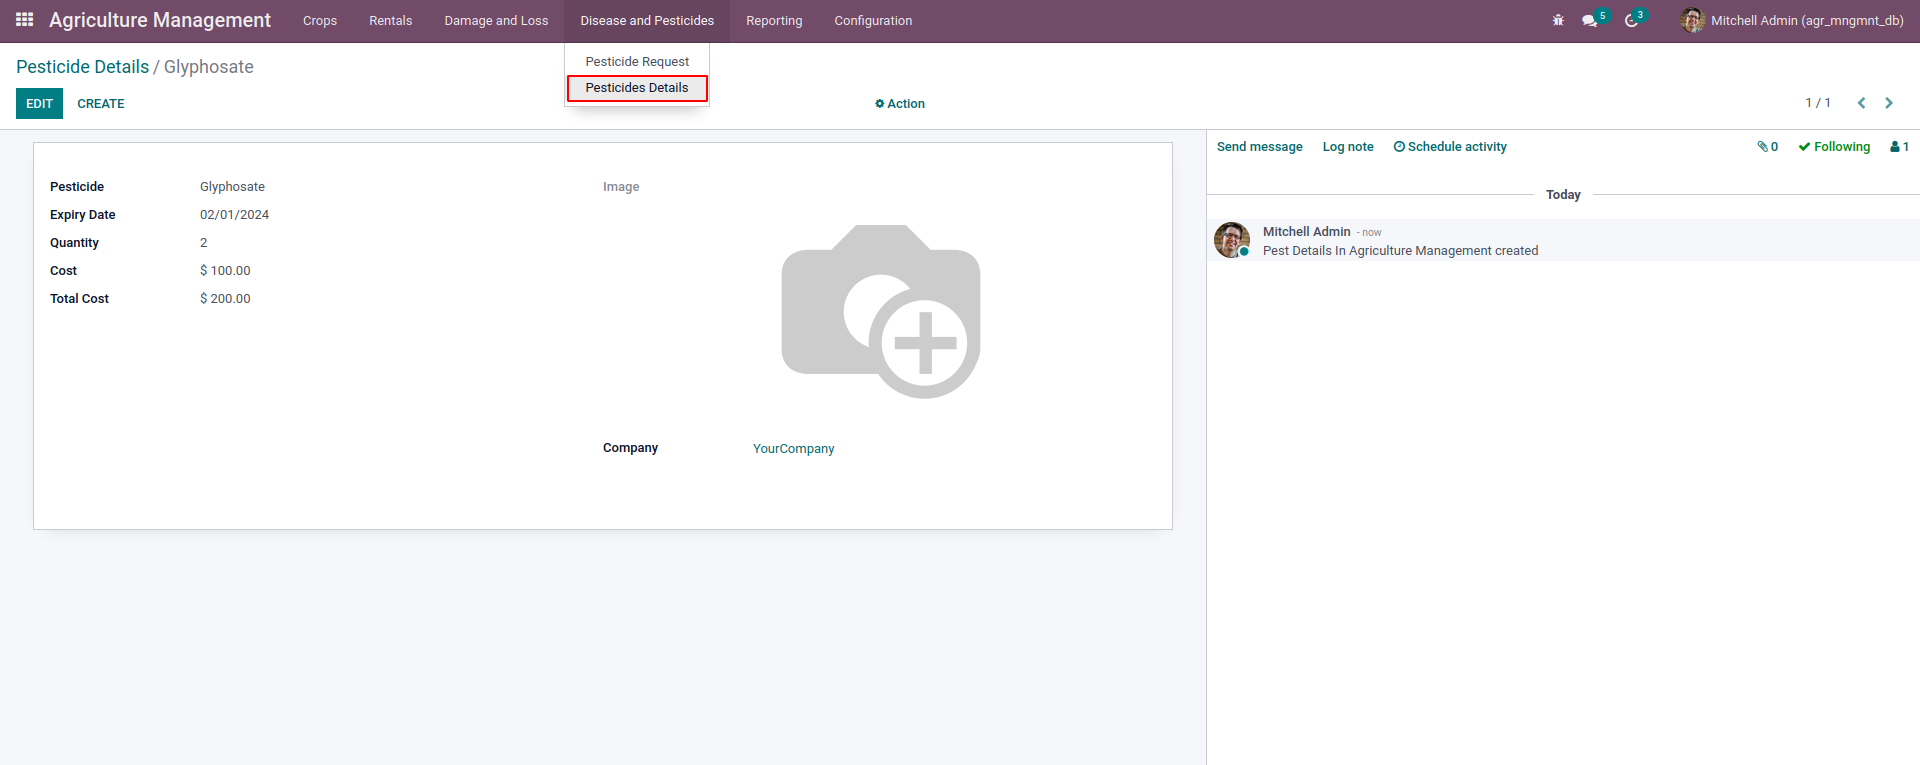 Agriculture Management Crops Rentals Damage and Loss Disease and Pesticides Reporting Configuration 5 3 Mitchell Admin (agr_mngmnt_db)
Pesticide Request
Pesticides Details
Pesticide Details / Glyphosate
EDIT CREATE Action 1 / 1
Pesticide Glyphosate
Expiry Date 02/01/2024
Quantity 2
Cost $ 100.00
Total Cost $ 200.00
Image
Company YourCompany
Send message Log note Schedule activity 0 Following 1
Today
Mitchell Admin - now
Pest Details In Agriculture Management created